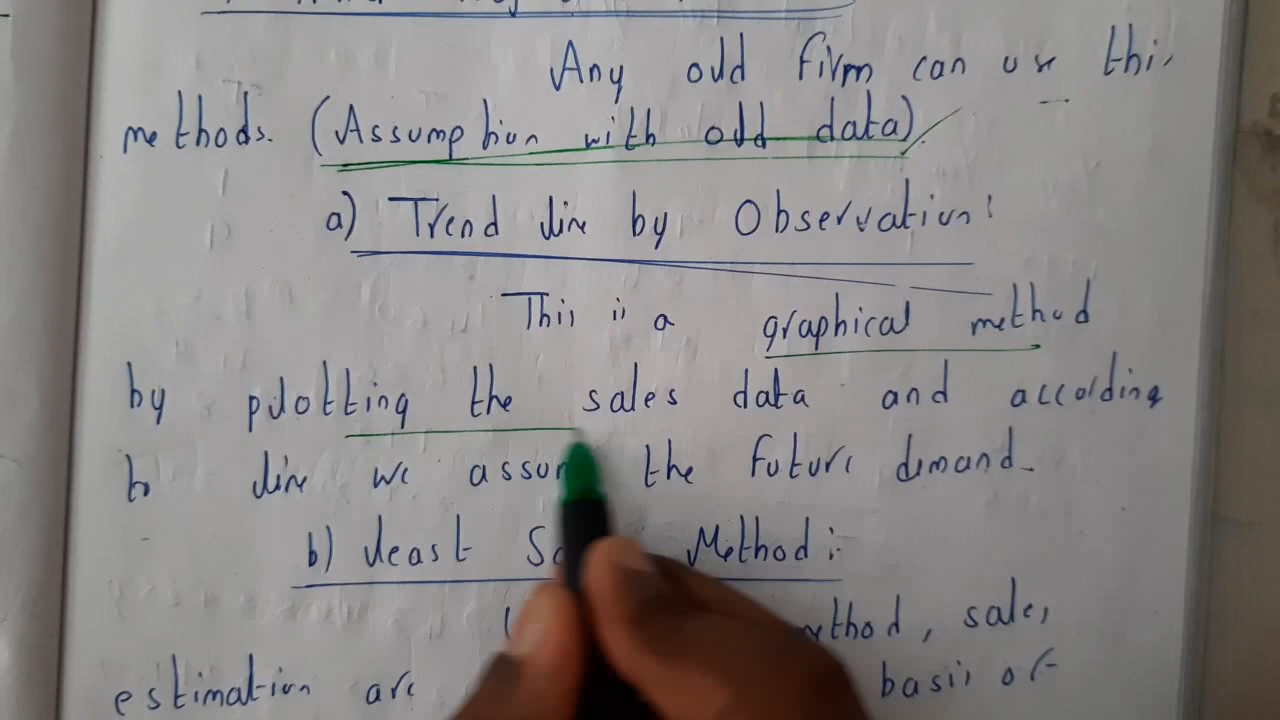 Any old firm can use this
methods. (Assumption with old data)
a) Trend line by Observation:
This is a graphical method
by plotting the sales data and according
to line we assum the future demand.
b) Least Method:-
method, sales
estimation are basis of